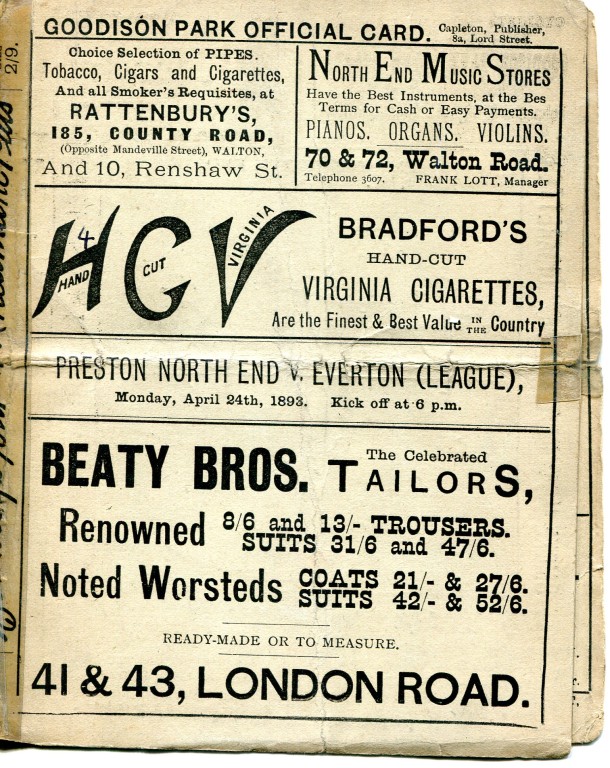 GOODISON PARK OFFICIAL CARD.
Capleton, Publisher,
8a, Lord Street.
Choice Selection of PIPES.
Tobacco, Cigars and Cigarettes,
And all Smoker's Requisites, at
RATTENBURY'S,
185, COUNTY ROAD,
(Opposite Mandeville Street), WALTON,
And 10, Renshaw St.
NORTH END MUSIC STORES
Have the Best Instruments, at the Bes
Terms for Cash or Easy Payments.
PIANOS. ORGANS. VIOLINS.
70 & 72, Walton Road.
Telephone 3607. FRANK LOTT, Manager
HCV
4
HAND CUT VIRGINIA
BRADFORD'S
HAND-CUT
VIRGINIA CIGARETTES,
Are the Finest & Best Value IN THE Country
PRESTON NORTH END V. EVERTON (LEAGUE),
Monday, April 24th, 1893. Kick off at 6 p.m.
BEATY BROS. The Celebrated
TAILORS,
Renowned 8/6 and 13/- TROUSERS.
SUITS 31/6 and 47/6.
Noted Worsteds COATS 21/- & 27/6.
SUITS 42/- & 52/6.
READY-MADE OR TO MEASURE.
41 & 43, LONDON ROAD.
2/9.